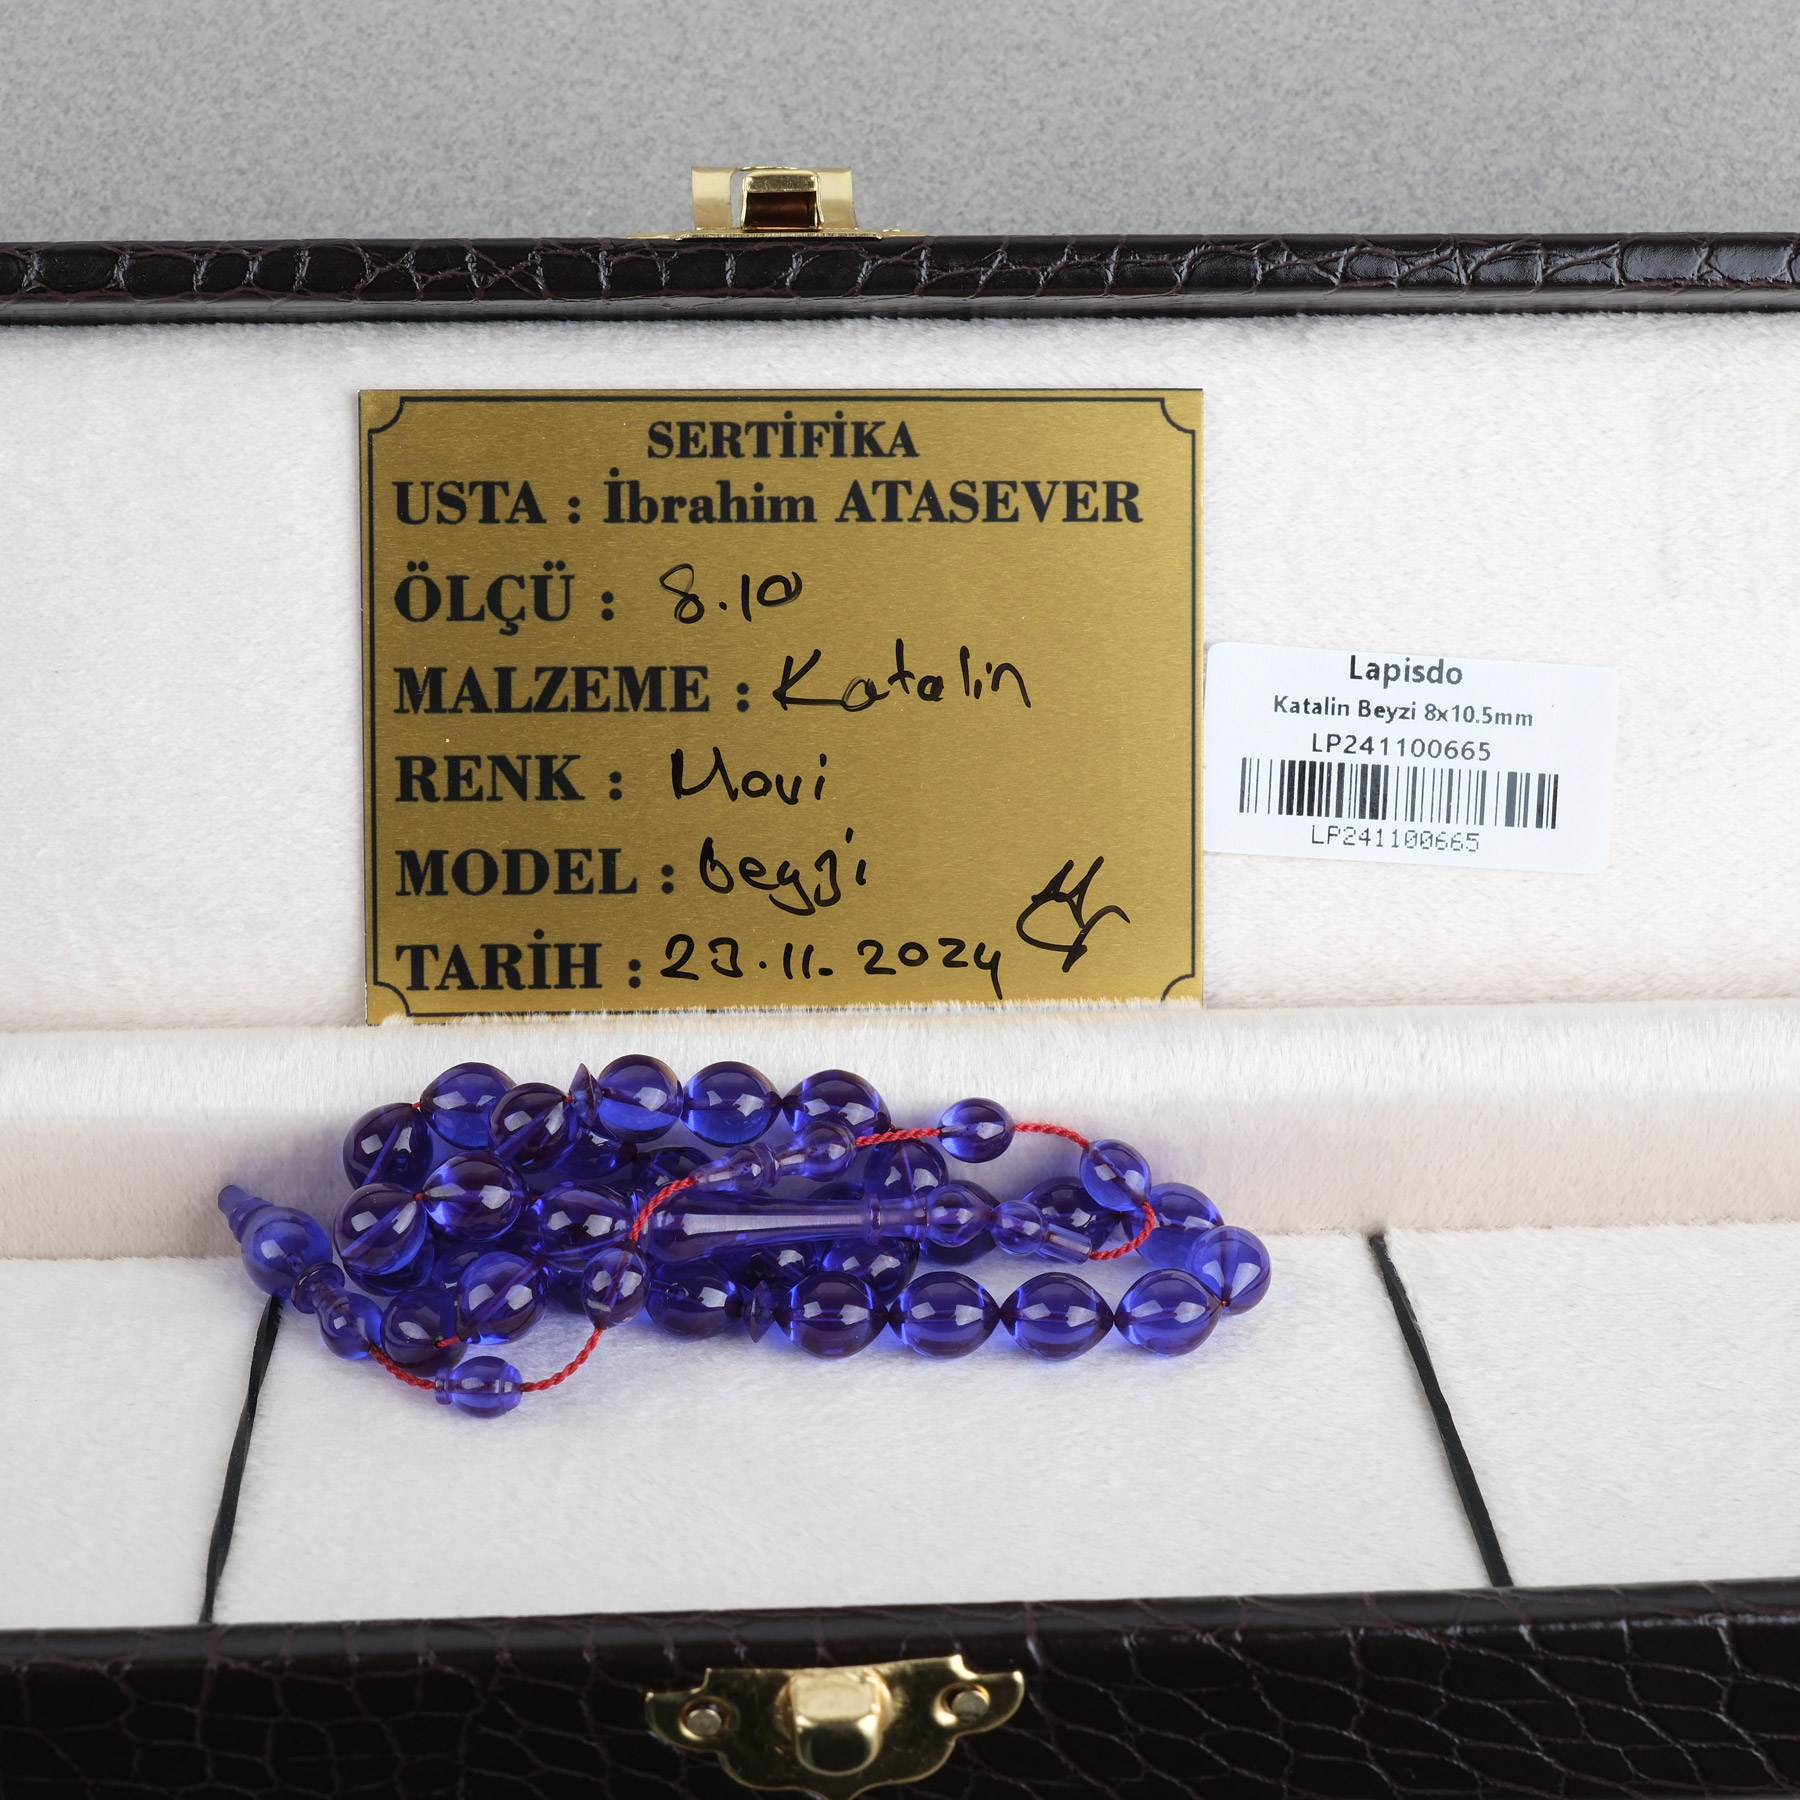 SERTİFİKA
USTA : İbrahim ATASEVER
ÖLÇÜ : 8.10
MALZEME : Katalin
RENK : Mavi
MODEL : Beyzi
TARİH : 23.11.2024
Lapisdo
Katalin Beyzi 8x10.5mm
LP241100665
LP241100665